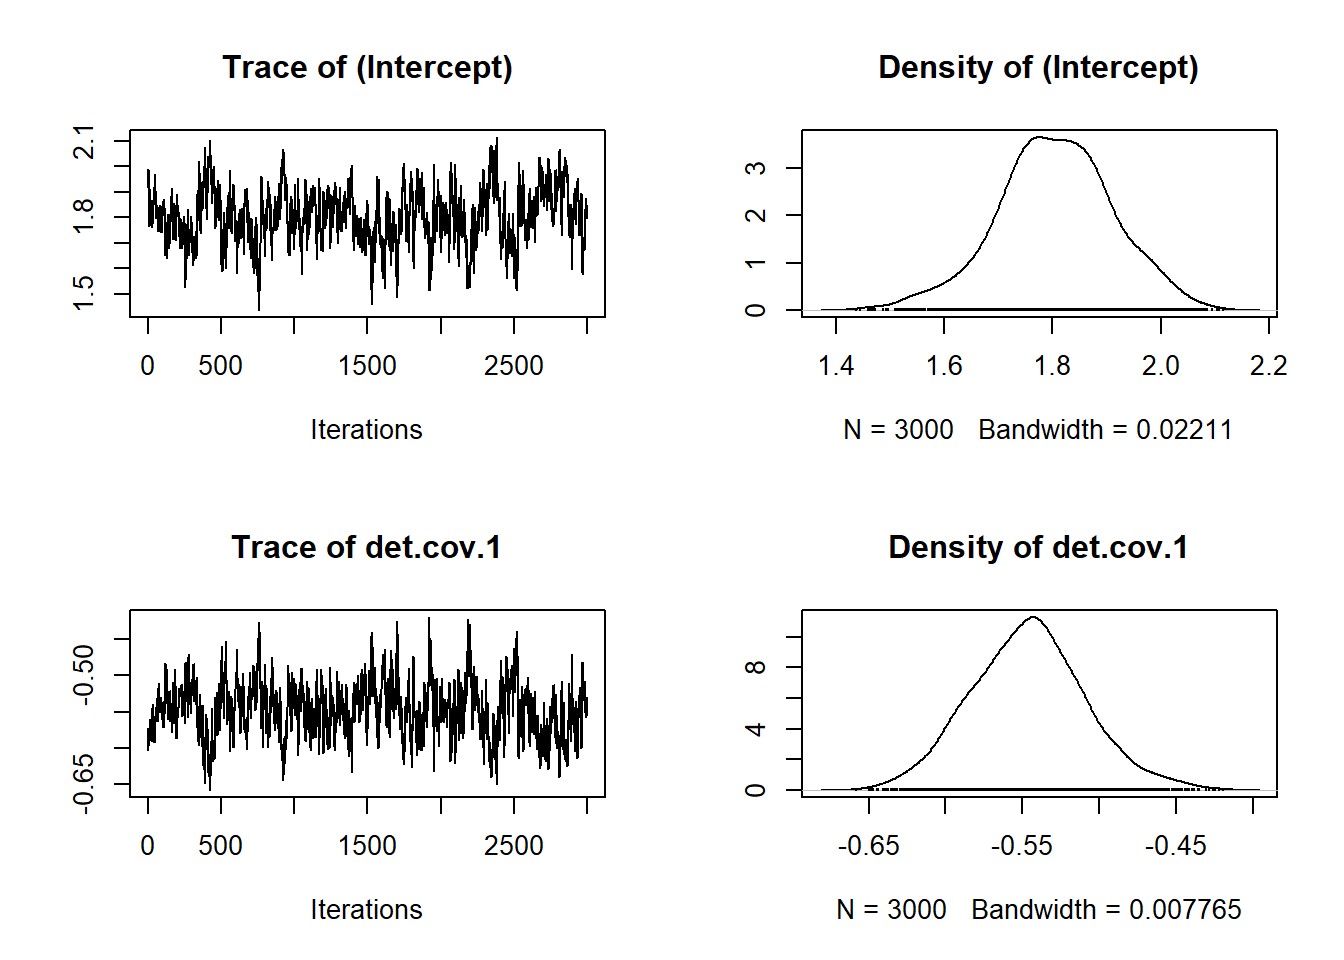 Trace of (Intercept)
2.1
1.8
1.5
0 500 1500 2500
Iterations
Density of (Intercept)
3
2
1
0
1.4 1.6 1.8 2.0 2.2
N = 3000 Bandwidth = 0.02211
Trace of det.cov.1
-0.50
-0.65
0 500 1500 2500
Iterations
Density of det.cov.1
8
4
0
-0.65 -0.55 -0.45
N = 3000 Bandwidth = 0.007765